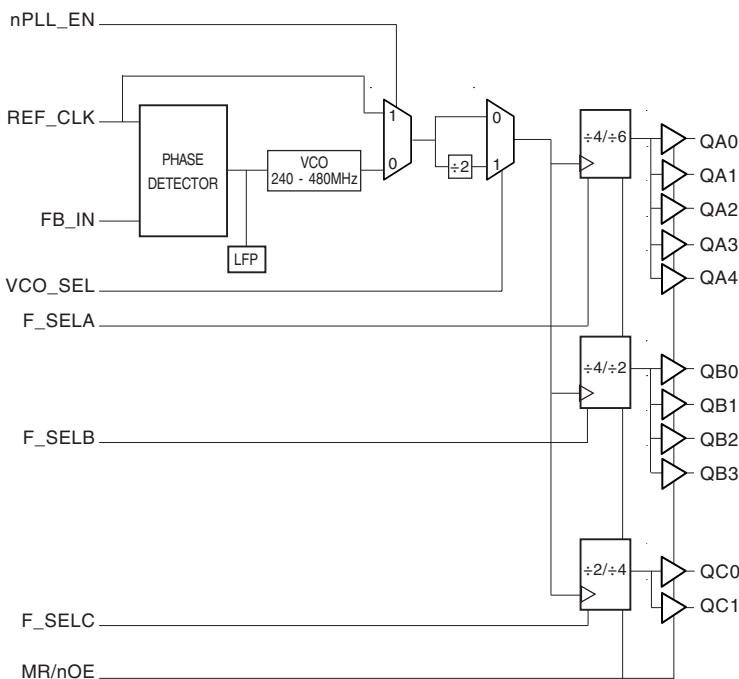 nPLL_EN
REF_CLK
PHASE
DETECTOR
1
0
VCO
240 - 480MHz
÷2
0
1
÷4/÷6
QA0
QA1
QA2
QA3
QA4
FB_IN
LFP
VCO_SEL
F_SELA
÷4/÷2
QB0
QB1
QB2
QB3
F_SELB
÷2/÷4
QC0
QC1
F_SELC
MR/nOE